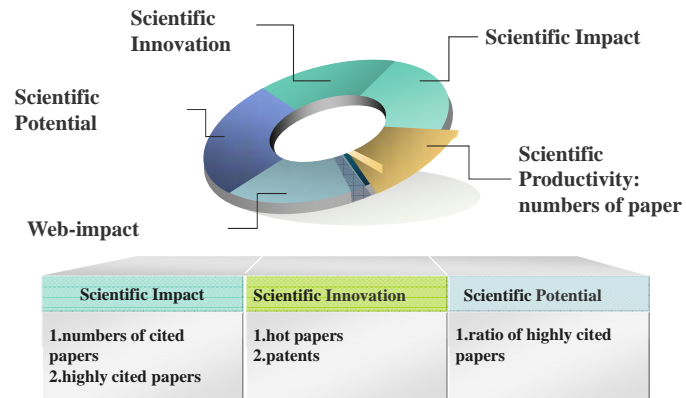 Scientific
Innovation
Scientific Impact
Scientific
Potential
Scientific
Productivity:
numbers of paper
Web-impact
Scientific Impact
Scientific Innovation
Scientific Potential
1.numbers of cited
papers
2.highly cited papers
1.hot papers
2.patents
1.ratio of highly cited
papers